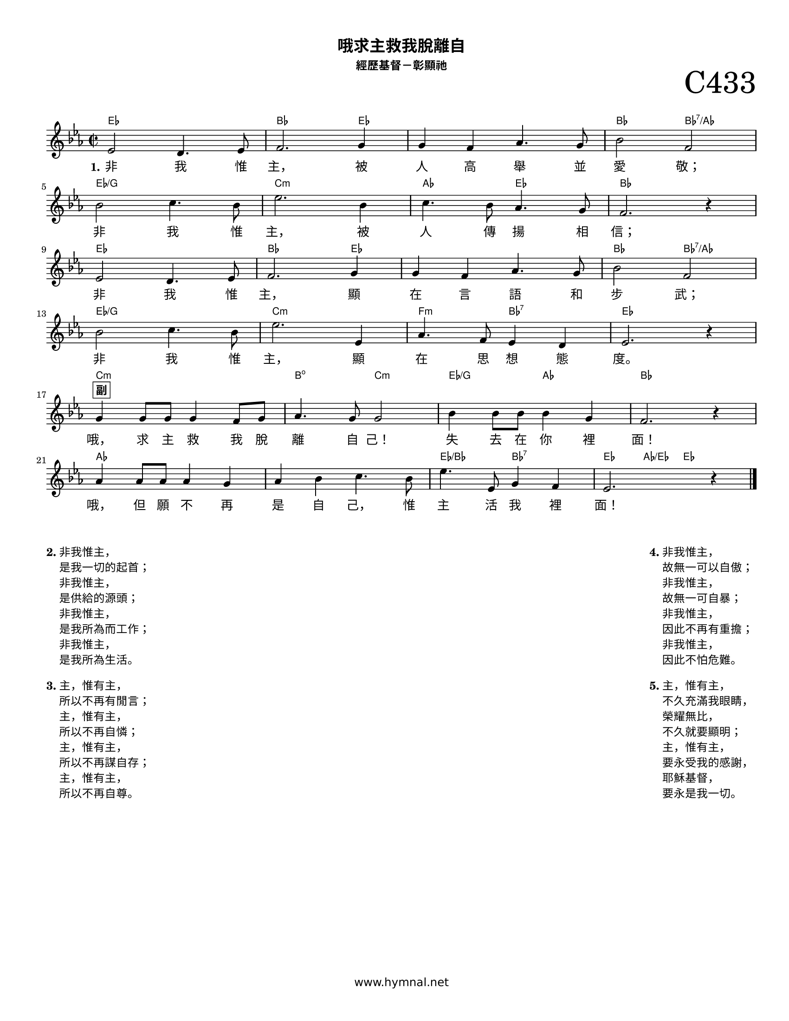 哦求主救我脫離自
經歷基督－彰顯祂
C433
E♭ B♭ E♭ B♭ B♭7/A♭
1. 非 我 惟 主， 被 人 高 舉 並 愛 敬；
5 E♭/G Cm A♭ E♭ B♭
非 我 惟 主， 被 人 傳 揚 相 信；
9 E♭ B♭ E♭ B♭ B♭7/A♭
非 我 惟 主， 顯 在 言 語 和 步 武；
13 E♭/G Cm Fm B♭7 E♭
非 我 惟 主， 顯 在 思 想 態 度。
Cm B° Cm E♭/G A♭ B♭
副
17
哦， 求 主 救 我 脫 離 自 己！ 失 去 在 你 裡 面！
21 A♭ E♭/B♭ B♭7 E♭ A♭/E♭ E♭
哦， 但 願 不 再 是 自 己， 惟 主 活 我 裡 面！
2. 非我惟主，
是我一切的起首；
非我惟主，
是供給的源頭；
非我惟主，
是我所為而工作；
非我惟主，
是我所為生活。
3. 主，惟有主，
所以不再有閒言；
主，惟有主，
所以不再自憐；
主，惟有主，
所以不再謀自存；
主，惟有主，
所以不再自尊。
4. 非我惟主，
故無一可以自傲；
非我惟主，
故無一可自暴；
非我惟主，
因此不再有重擔；
非我惟主，
因此不怕危難。
5. 主，惟有主，
不久充滿我眼睛，
榮耀無比，
不久就要顯明；
主，惟有主，
要永受我的感謝，
耶穌基督，
要永是我一切。
www.hymnal.net